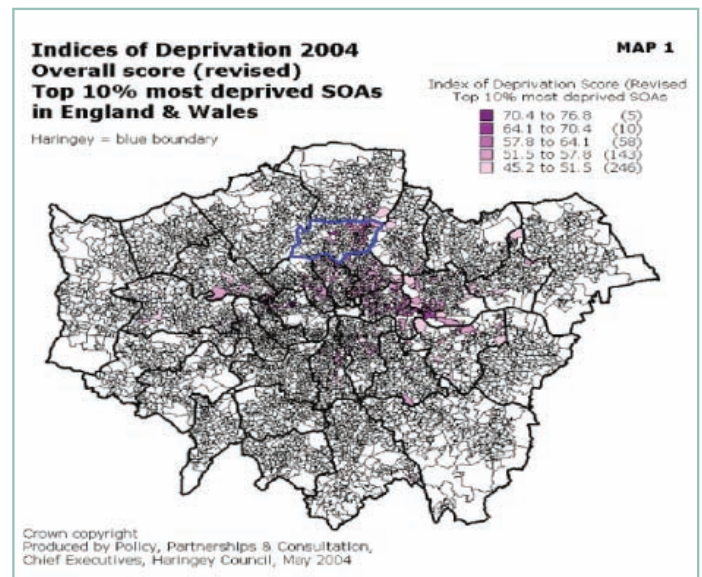 Indices of Deprivation 2004
Overall score (revised)
Top 10% most deprived SOAs
in England & Wales
Haringey = blue boundary
MAP 1
Index of Deprivation Score (Revised
Top 10% most deprived SOAs
70.4 to 76.8 (5)
64.1 to 70.4 (10)
57.8 to 64.1 (58)
51.5 to 57.8 (143)
45.2 to 51.5 (246)
Crown copyright
Produced by Policy, Partnerships & Consultation,
Chief Executives, Haringey Council, May 2004